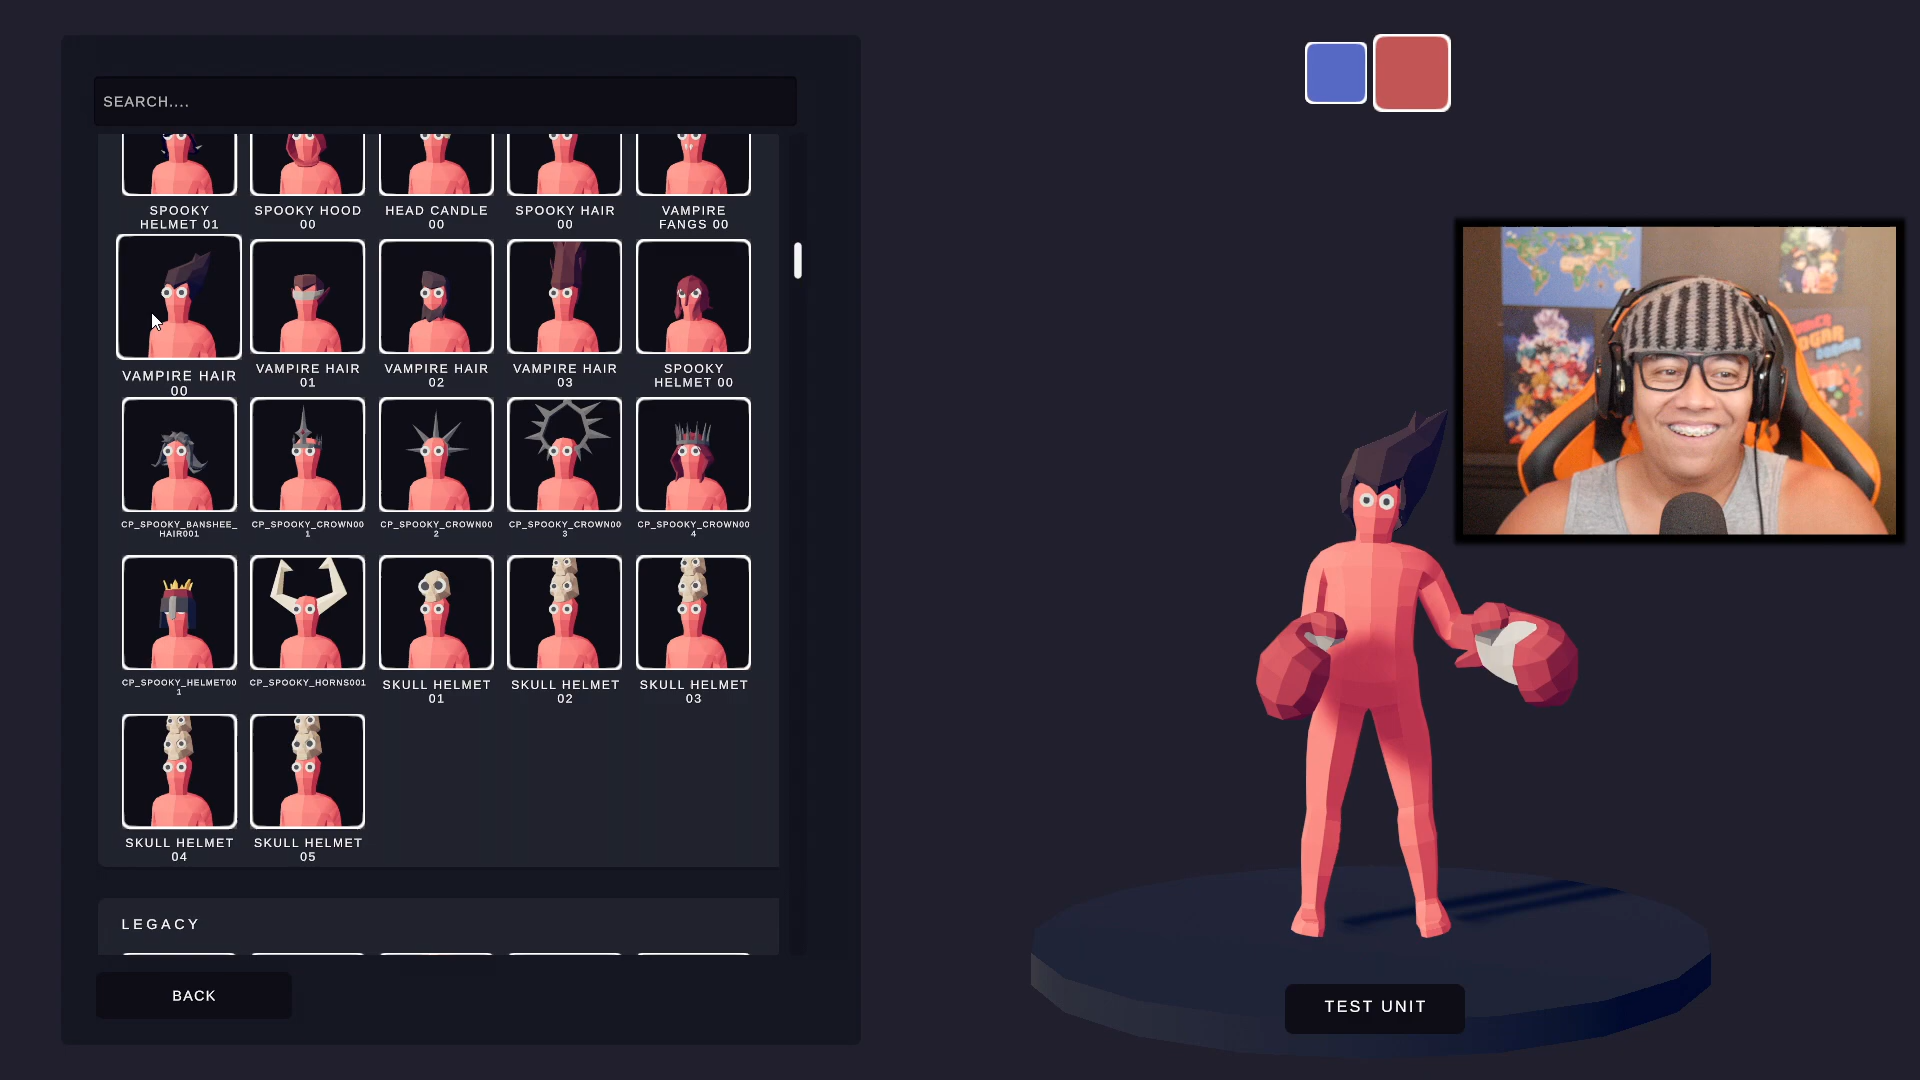 SEARCH....
SPOOKY
HELMET 01
SPOOKY HOOD
00
HEAD CANDLE
00
SPOOKY HAIR
00
VAMPIRE
FANGS 00
VAMPIRE HAIR
00
VAMPIRE HAIR
01
VAMPIRE HAIR
02
VAMPIRE HAIR
03
SPOOKY
HELMET 00
CP_SPOOKY_BANSHEE_
HAIR001
CP_SPOOKY_CROWN00
1
CP_SPOOKY_CROWN00
2
CP_SPOOKY_CROWN00
3
CP_SPOOKY_CROWN00
4
CP_SPOOKY_HELMET00
1
CP_SPOOKY_HORNS001
SKULL HELMET
01
SKULL HELMET
02
SKULL HELMET
03
SKULL HELMET
04
SKULL HELMET
05
LEGACY
BACK
TEST UNIT